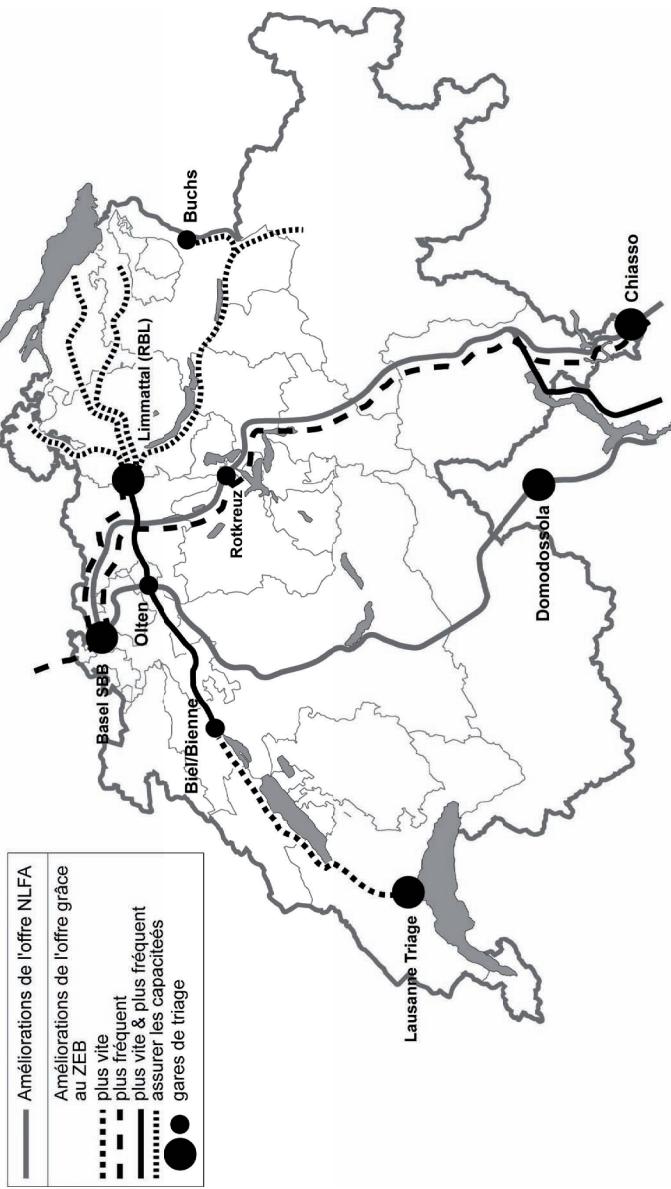 Améliorations de l'offre NLFA
Améliorations de l'offre grâce
au ZEB
plus vite
plus fréquent
plus vite & plus fréquent
assurer les capaciteés
gares de triage
Basel SBB
Olten
Biel/Bienne
Lausanne Triage
Limmattal (RBL)
Rotkreuz
Buchs
Domodossola
Chiasso